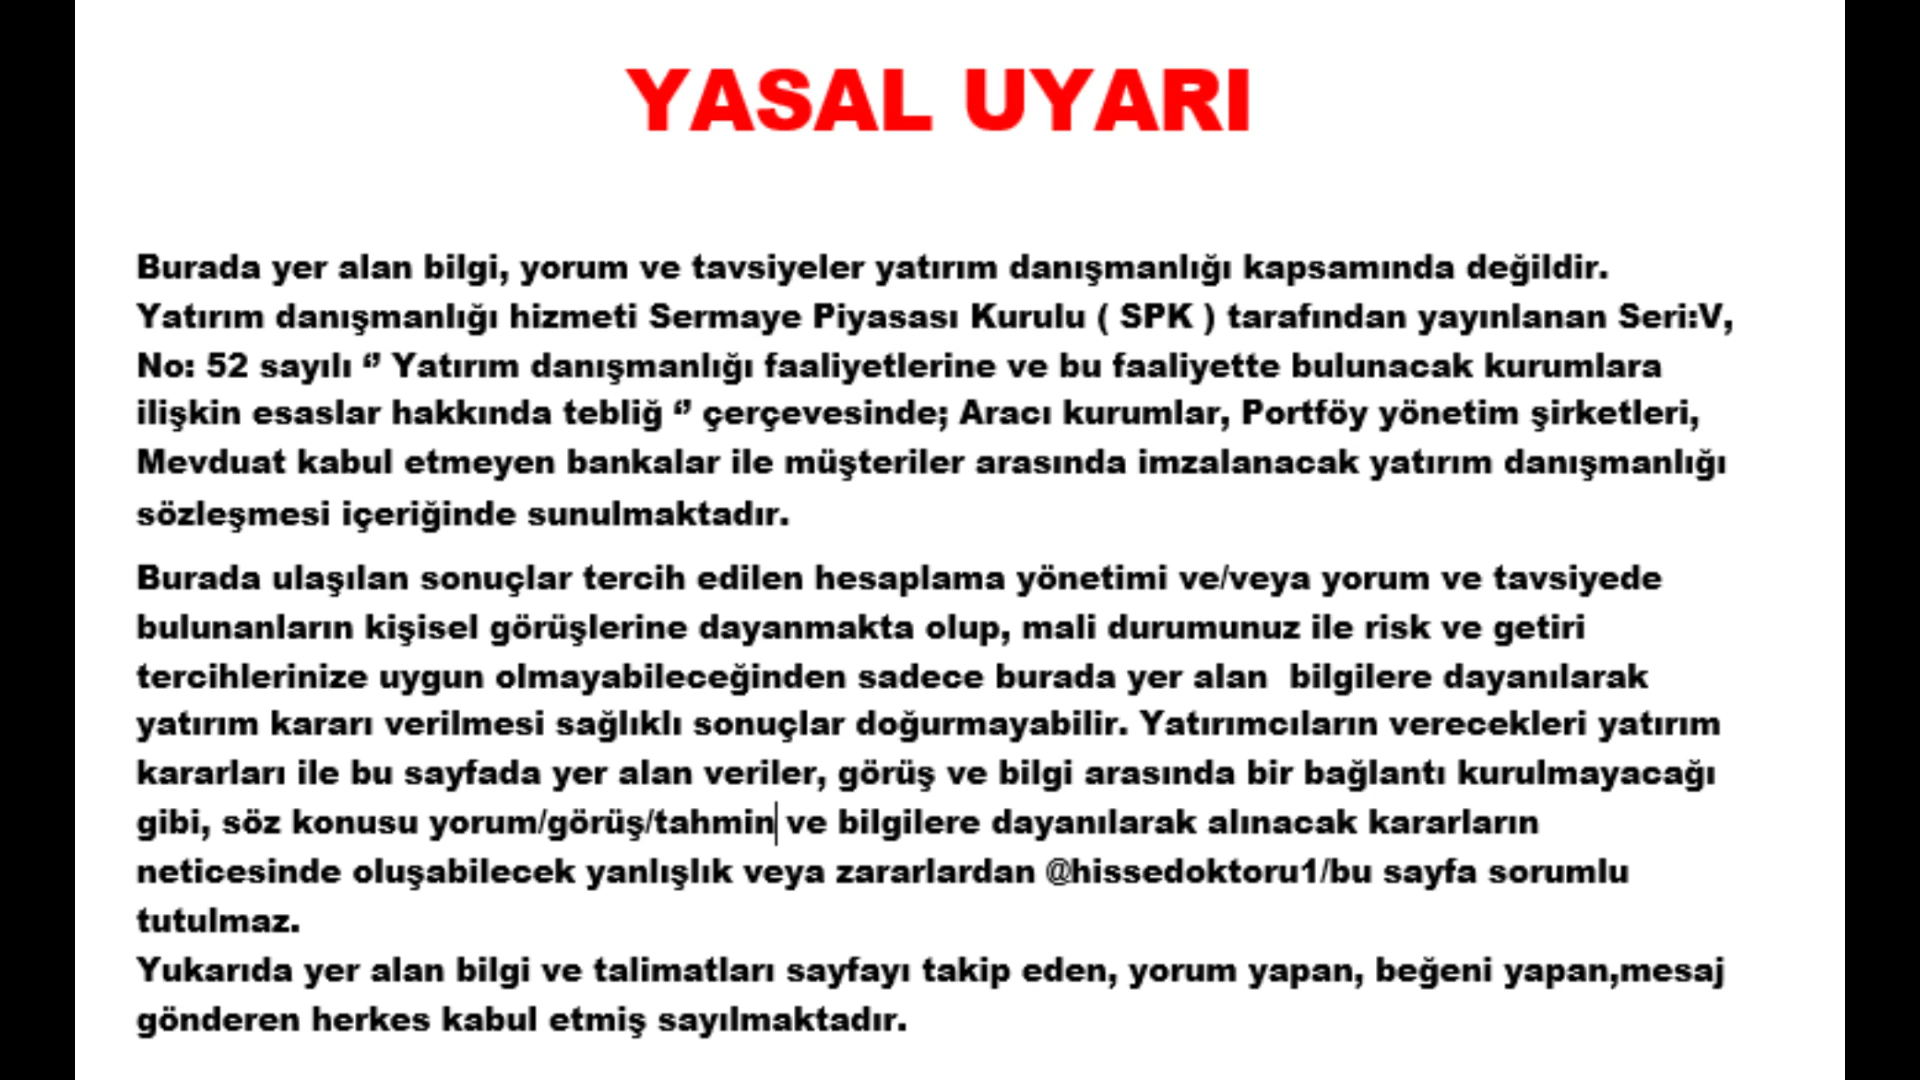 YASAL UYARI
Burada yer alan bilgi, yorum ve tavsiyeler yatırım danışmanlığı kapsamında değildir.
Yatırım danışmanlığı hizmeti Sermaye Piyasası Kurulu ( SPK ) tarafından yayınlanan Seri:V,
No: 52 sayılı “ Yatırım danışmanlığı faaliyetlerine ve bu faaliyette bulunacak kurumlara
ilişkin esaslar hakkında tebliğ “ çerçevesinde; Aracı kurumlar, Portföy yönetim şirketleri,
Mevduat kabul etmeyen bankalar ile müşteriler arasında imzalanacak yatırım danışmanlığı
sözleşmesi içeriğinde sunulmaktadır.
Burada ulaşılan sonuçlar tercih edilen hesaplama yönetimi ve/veya yorum ve tavsiyede
bulunanların kişisel görüşlerine dayanmakta olup, mali durumunuz ile risk ve getiri
tercihlerinize uygun olmayabileceğinden sadece burada yer alan  bilgilere dayanılarak
yatırım kararı verilmesi sağlıklı sonuçlar doğurmayabilir. Yatırımcıların verecekleri yatırım
kararları ile bu sayfada yer alan veriler, görüş ve bilgi arasında bir bağlantı kurulmayacağı
gibi, söz konusu yorum/görüş/tahmin ve bilgilere dayanılarak alınacak kararların
neticesinde oluşabilecek yanlışlık veya zararlardan @hissedoktoru1/bu sayfa sorumlu
tutulmaz.
Yukarıda yer alan bilgi ve talimatları sayfayı takip eden, yorum yapan, beğeni yapan,mesaj
gönderen herkes kabul etmiş sayılmaktadır.